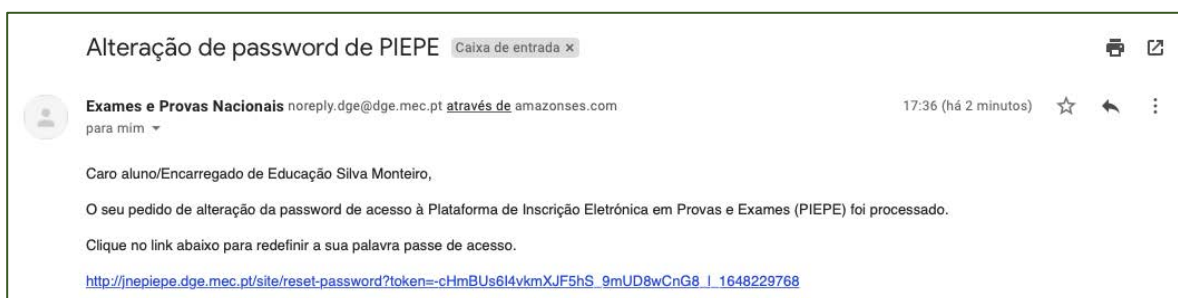 Alteração de password de PIEPE Caixa de entrada ×
Exames e Provas Nacionais noreply.dge@dge.mec.pt através de amazonses.com 17:36 (há 2 minutos)
para mim
Caro aluno/Encarregado de Educação Silva Monteiro,
O seu pedido de alteração da password de acesso à Plataforma de Inscrição Eletrónica em Provas e Exames (PIEPE) foi processado.
Clique no link abaixo para redefinir a sua palavra passe de acesso.
http://jnepiepe.dge.mec.pt/site/reset-password?token=-cHmBUs6I4vkmXJF5hS_9mUD8wCnG8_I_1648229768